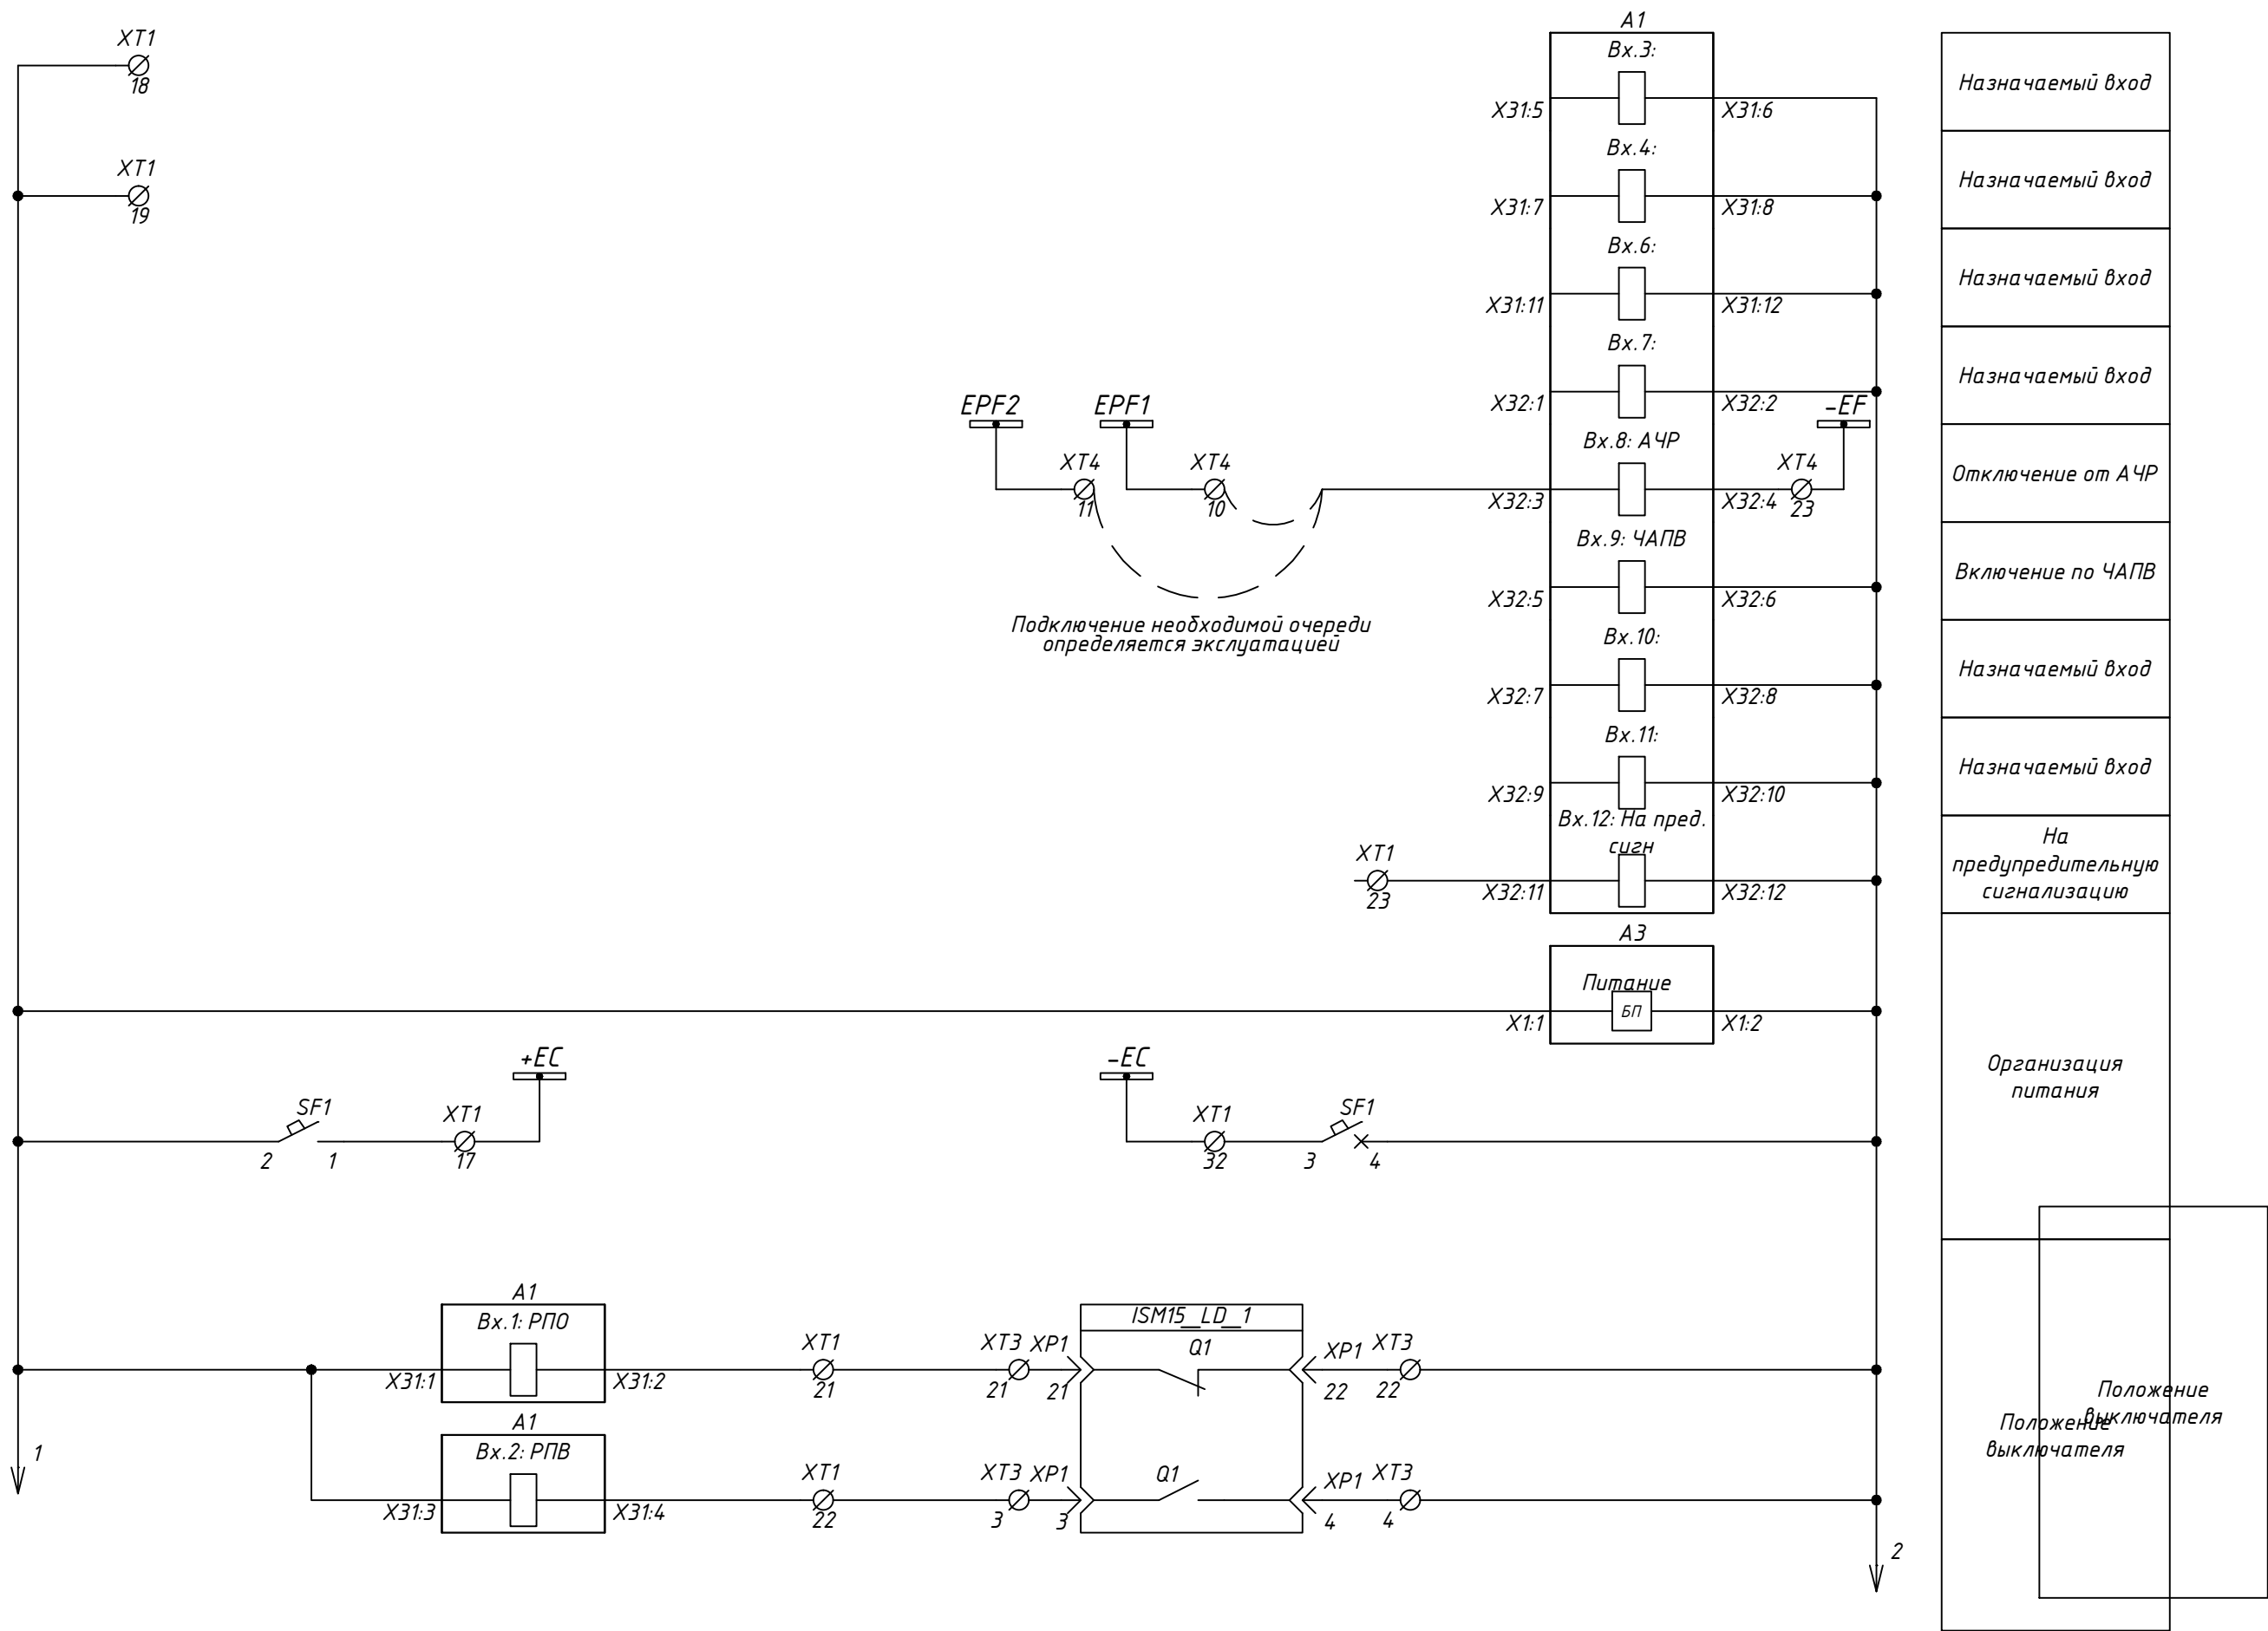 XT1
18
XT1
19
A1
Вх.3:
X31:5
X31:6
Назначаемый вход
Вх.4:
X31:7
X31:8
Назначаемый вход
Вх.6:
X31:11
X31:12
Назначаемый вход
Вх.7:
X32:1
X32:2
Назначаемый вход
EPF2
EPF1
-EF
XT4
11
XT4
10
Вх.8: АЧР
X32:3
X32:4
XT4
23
Отключение от АЧР
Вх.9: ЧАПВ
X32:5
X32:6
Включение по ЧАПВ
Подключение необходимой очереди
определяется экслуатацией
Вх.10:
X32:7
X32:8
Назначаемый вход
Вх.11:
X32:9
X32:10
Назначаемый вход
Вх.12: На пред.
сигн
XT1
23
X32:11
X32:12
На
предупредительную
сигнализацию
A3
Питание
БП
X1:1
X1:2
Организация
питания
+EC
SF1
2
1
XT1
17
-EC
XT1
32
SF1
3
4
A1
Вх.1: РПО
X31:1
X31:2
XT1
21
XT3
21
XP1
21
ISM15_LD_1
Q1
XP1
22
XT3
22
A1
Вх.2: РПВ
X31:3
X31:4
XT1
22
XT3
3
XP1
3
Q1
XP1
4
XT3
4
1
2
Положение
выключателя
Положение
выключателя